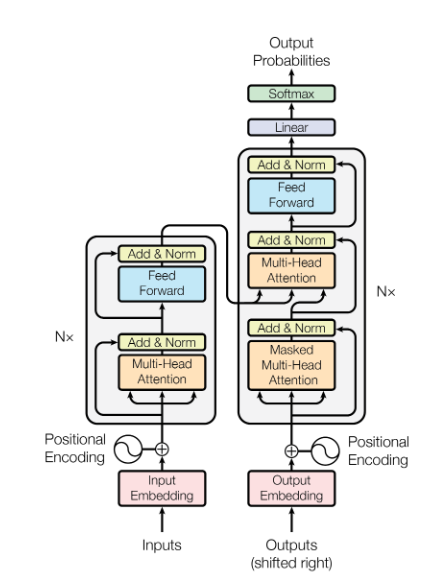 Output
Probabilities
Softmax
Linear
Add & Norm
Feed
Forward
Add & Norm
Multi-Head
Attention
Add & Norm
Masked
Multi-Head
Attention
N×
Positional
Encoding
Output
Embedding
Outputs
(shifted right)
Add & Norm
Feed
Forward
N×
Add & Norm
Multi-Head
Attention
Positional
Encoding
Input
Embedding
Inputs